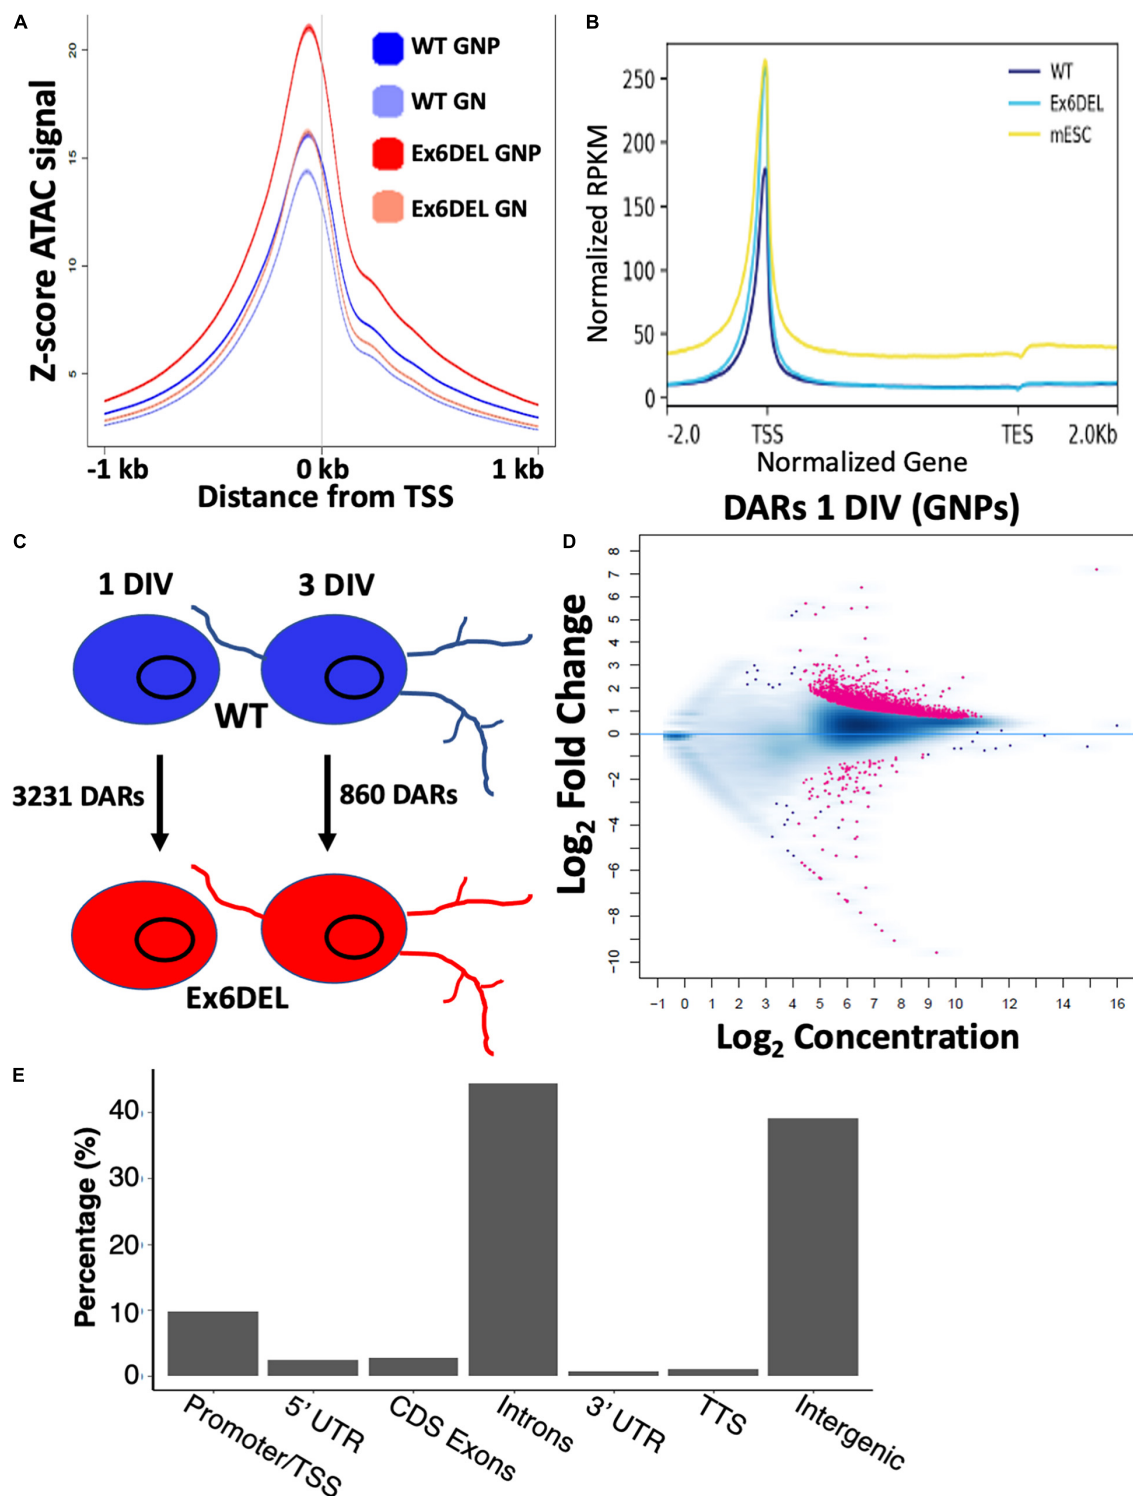 A
Z-score ATAC signal
20
15
10
5
WT GNP
WT GN
Ex6DEL GNP
Ex6DEL GN
-1 kb
0 kb
1 kb
Distance from TSS
B
Normalized RPKM
250
200
150
100
50
0
WT
Ex6DEL
mESC
-2.0
TSS
TES
2.0Kb
Normalized Gene
C
1 DIV
3 DIV
WT
3231 DARs
860 DARs
Ex6DEL
DARs 1 DIV (GNPs)
D
Log2 Fold Change
8
7
6
5
4
3
2
1
0
−2
−4
−6
−8
−10
−1 0 1 2 3 4 5 6 7 8 9 10 12 14 16
Log2 Concentration
E
Percentage (%)
40
30
20
10
0
Promoter/TSS
5' UTR
CDS Exons
Introns
3' UTR
TTS
Intergenic